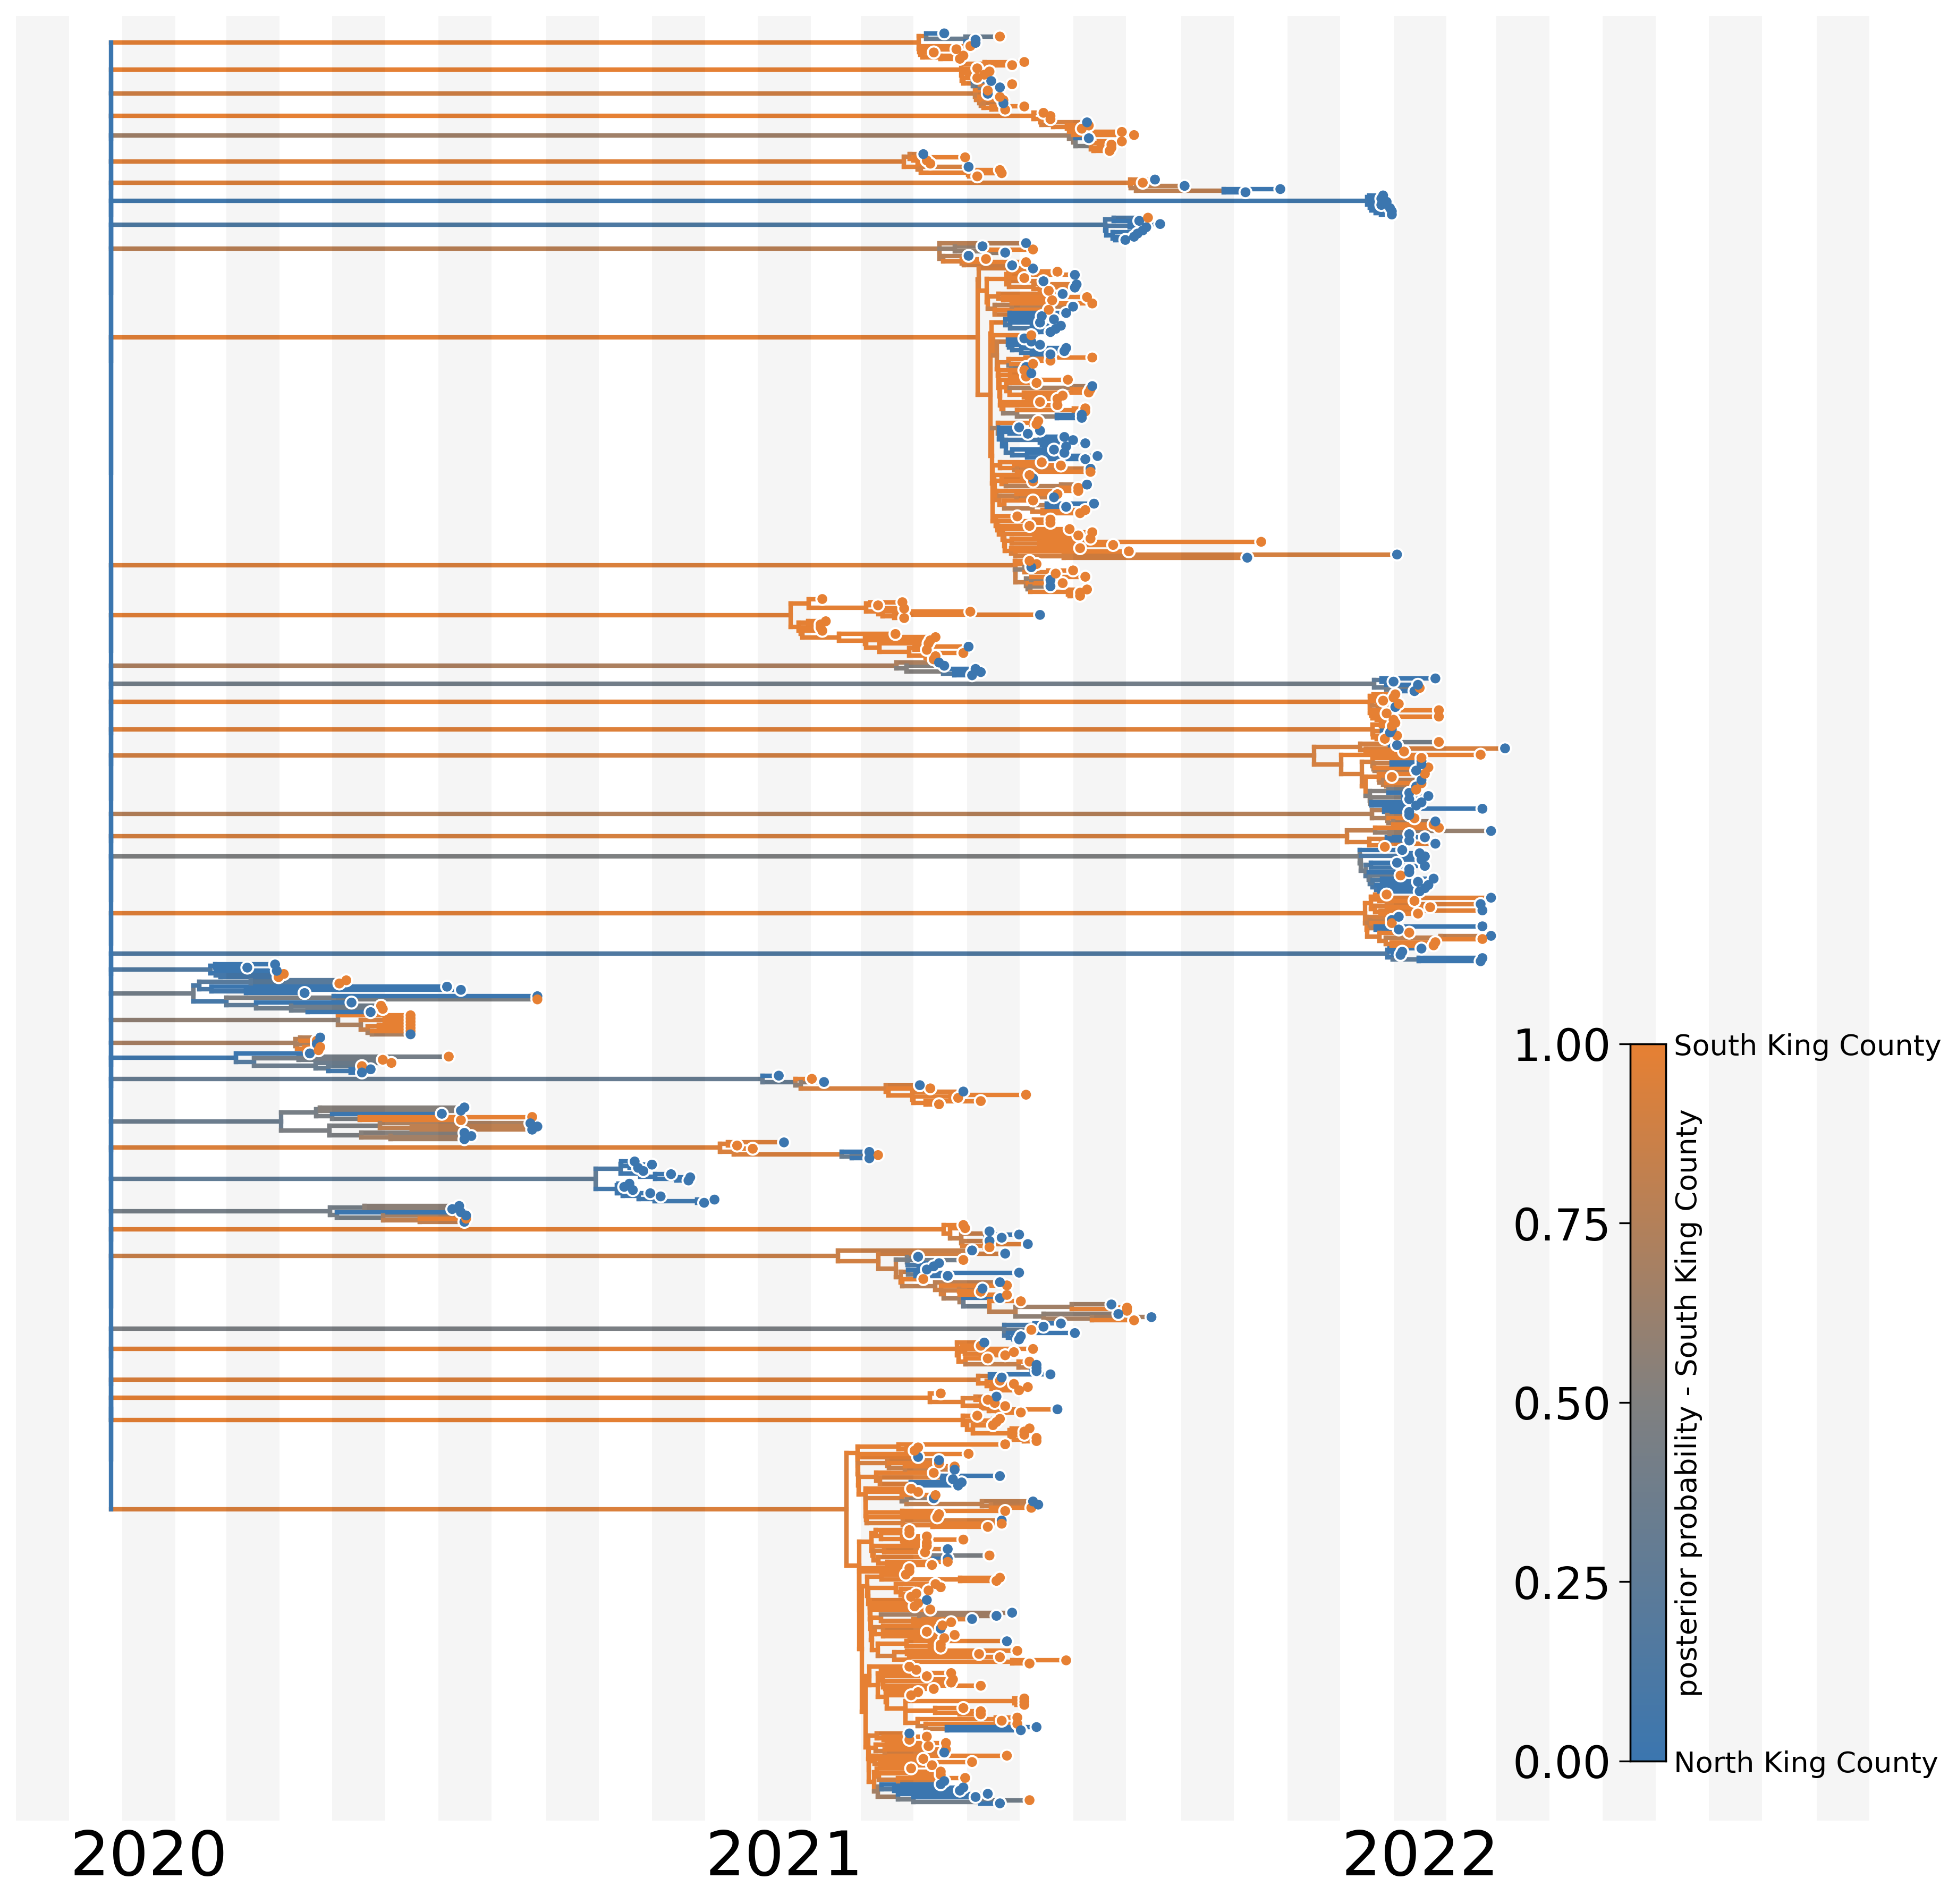 1.00
South King County
0.75
0.50
0.25
0.00
North King County
posterior probability - South King County
2020
2021
2022